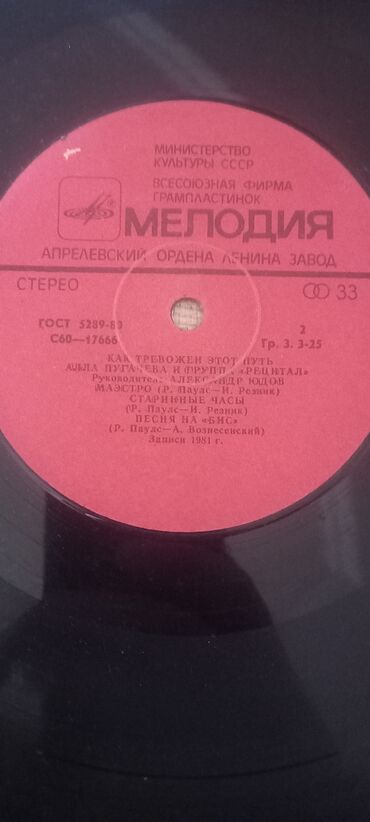 МИНИСТЕРСТВО
КУЛЬТУРЫ СССР
ВСЕСОЮЗНАЯ ФИРМА
ГРАМПЛАСТИНОК
МЕЛОДИЯ
АПРЕЛЕВСКИЙ ОРДЕНА ЛЕНИНА ЗАВОД
СТЕРЕО
33
ГОСТ 5289-80
2
С60—17666
Гр. 3. 3-25
КАК ТРЕВОЖЕН ЭТОТ ПУТЬ
АЛЛА ПУГАЧЕВА И ГРУППА «РЕЦИТАЛ»
Руководитель АЛЕКСАНДР ЮДОВ
МАЭСТРО (Р. Паулс—И. Резник)
СТАРИННЫЕ ЧАСЫ
(Р. Паулс—И. Резник)
ПЕСНЯ НА «БИС»
(Р. Паулс—А. Вознесенский)
Записи 1981 г.